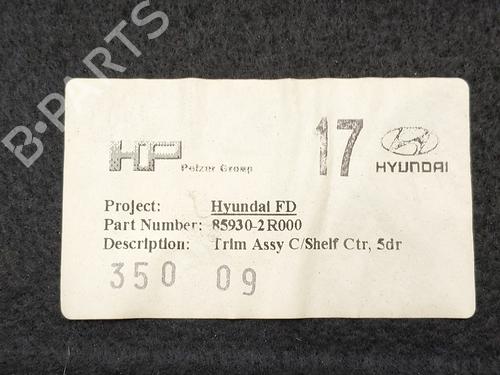 B-PARTS
HP Pelzer Group
17
HYUNDAI
Project: Hyundai FD
Part Number: 85930-2R000
Description: Trim Assy C/Shelf Ctr, 5dr
350 09